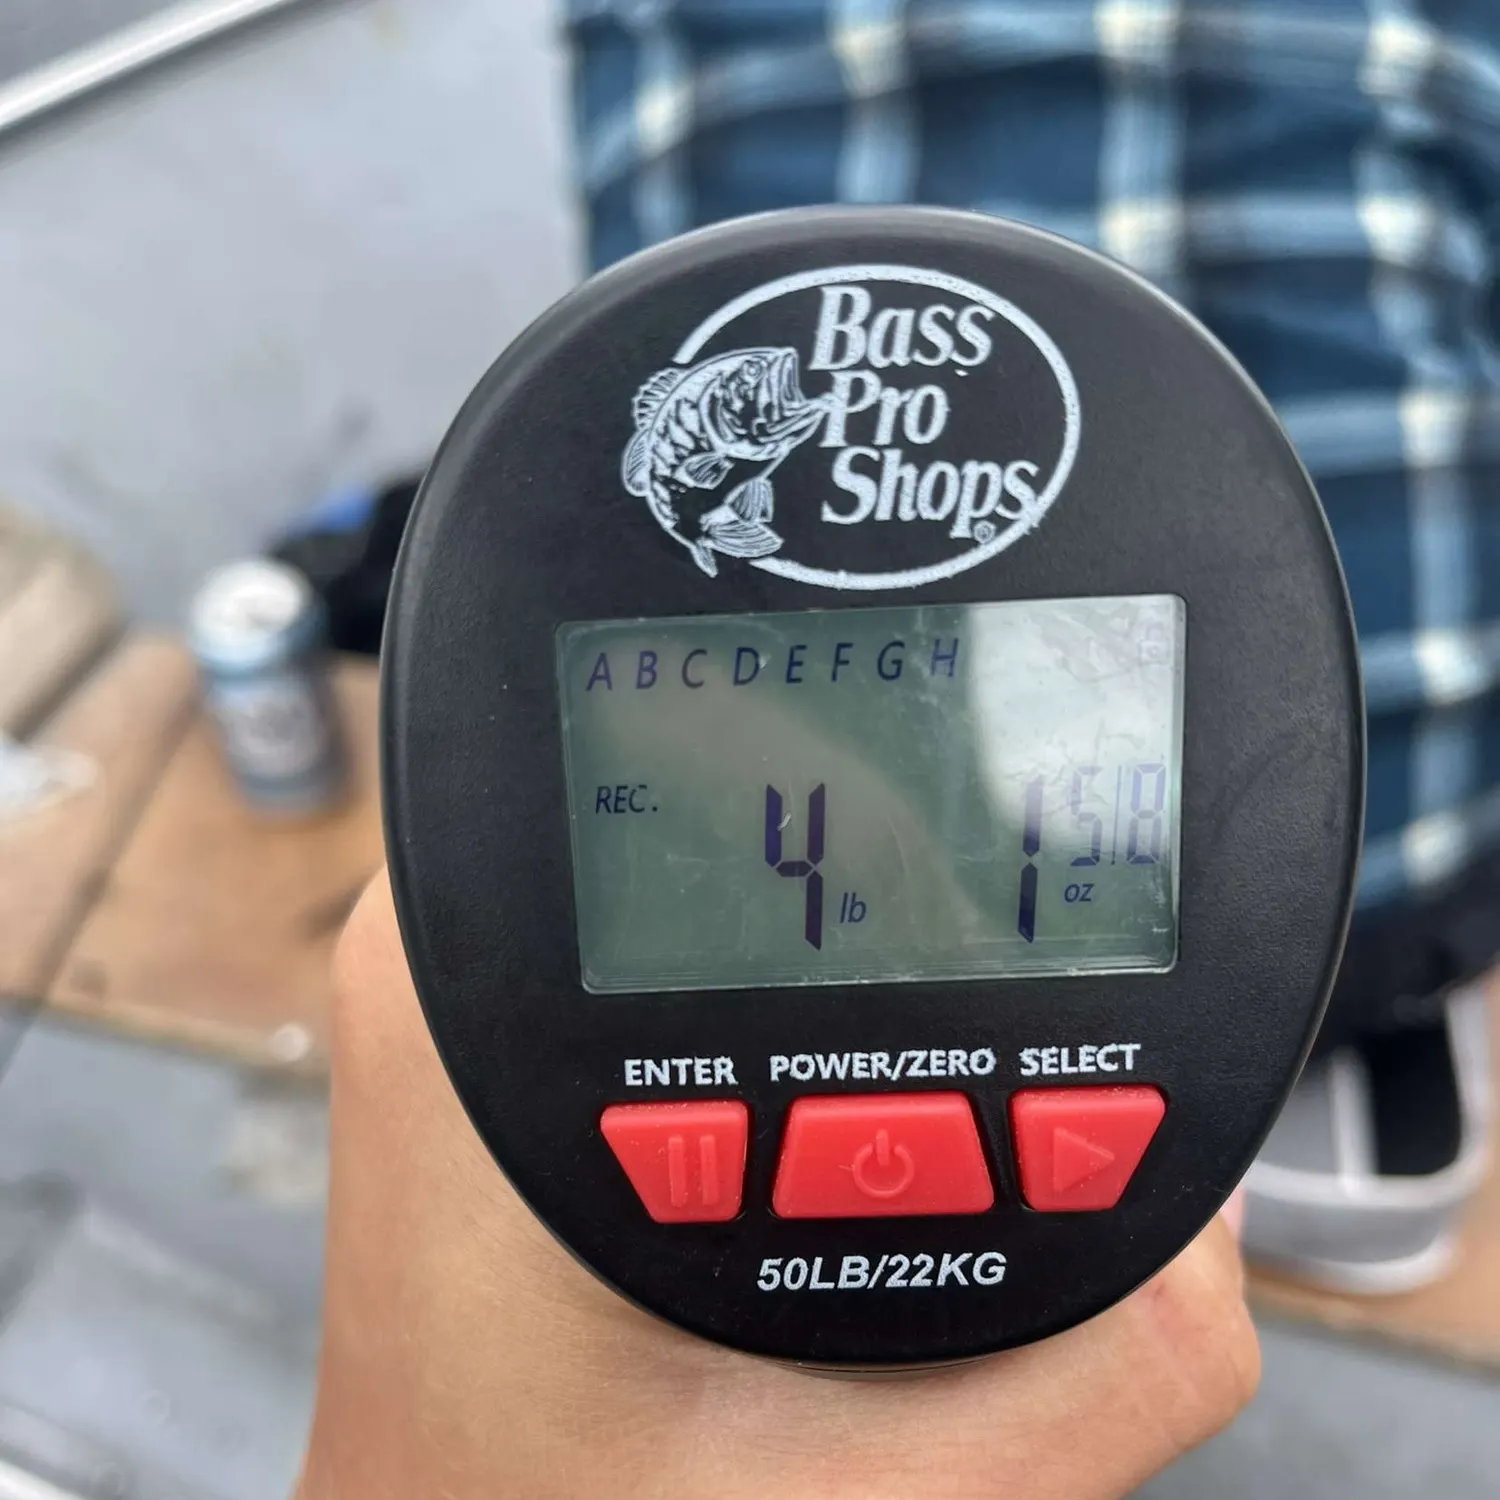 Bass
Pro
Shops®
A B C D E F G H
REC. 4 lb 1 5/8 oz
ENTER POWER/ZERO SELECT
50LB/22KG